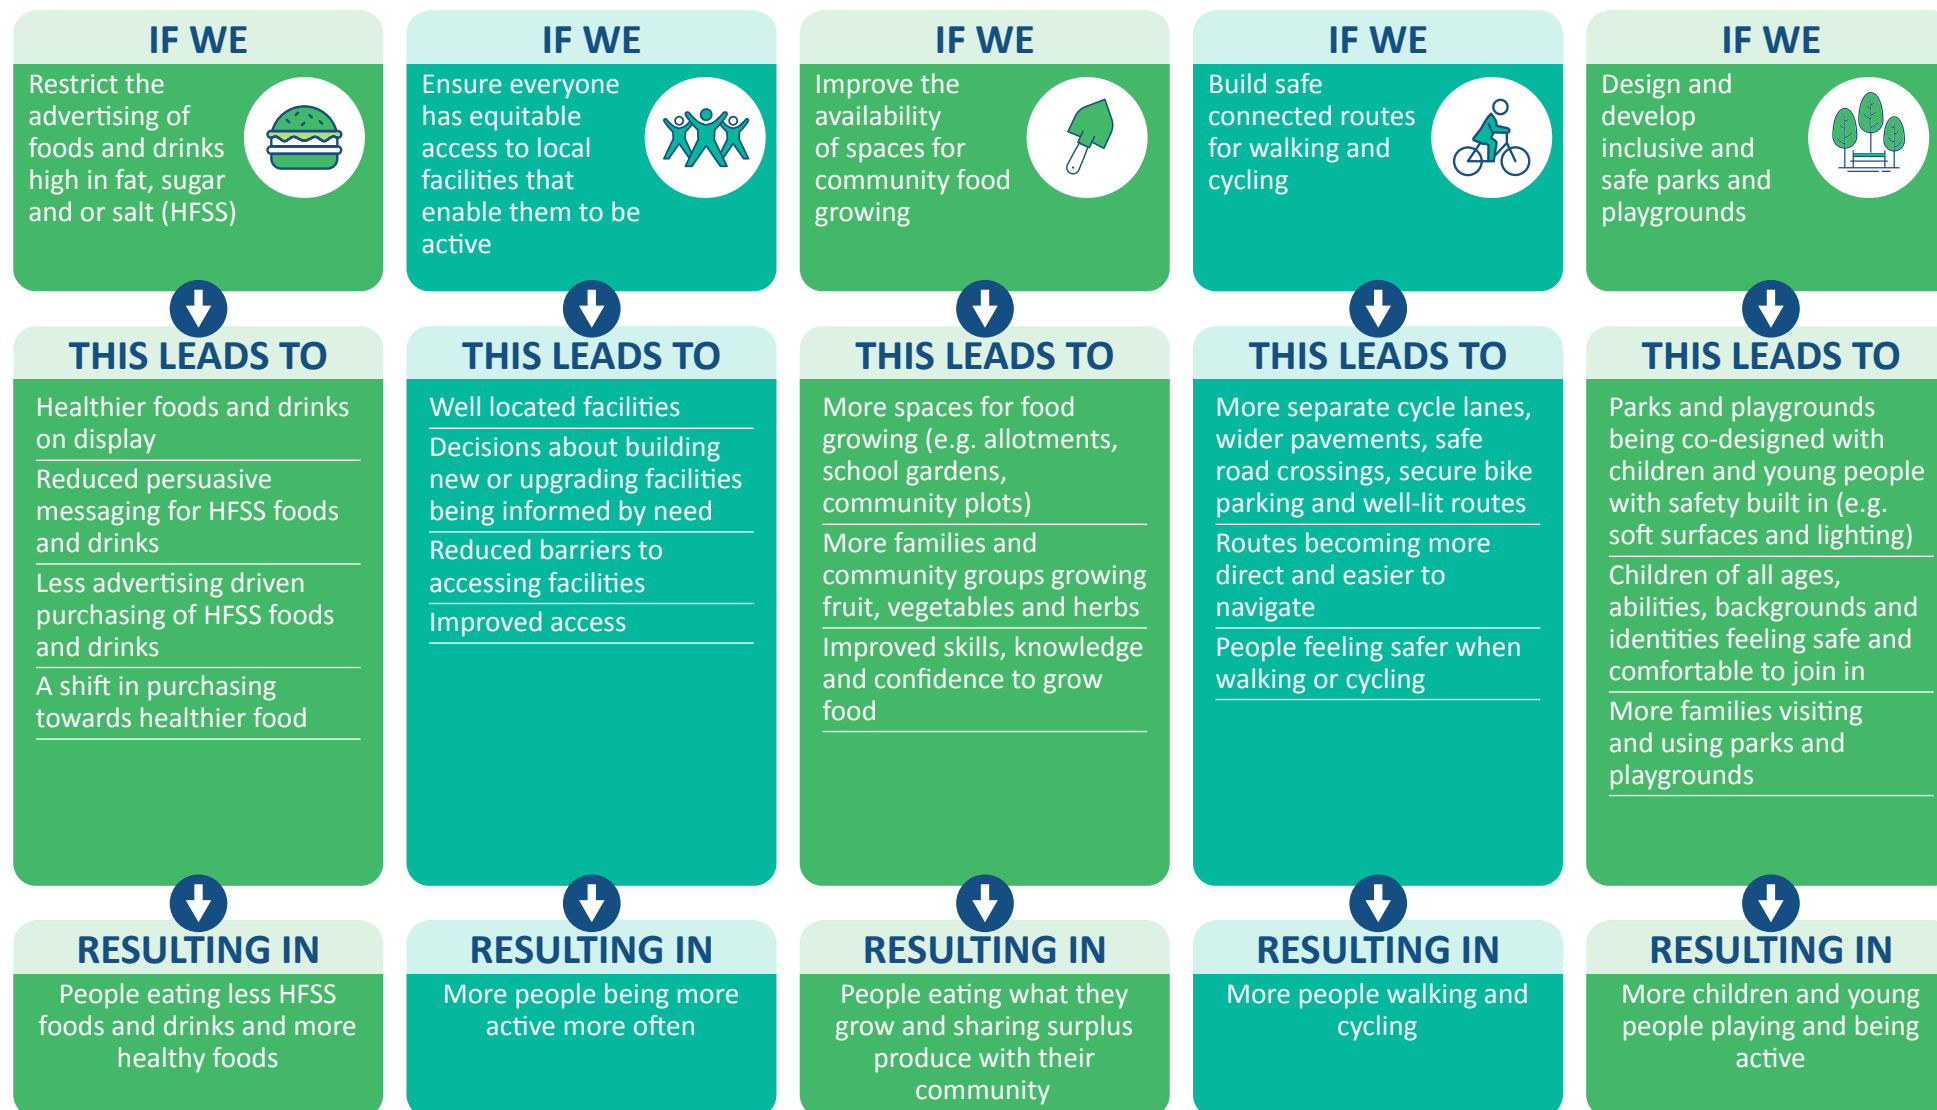 IF WE
Restrict the
advertising of
foods and drinks
high in fat, sugar
and or salt (HFSS)
THIS LEADS TO
Healthier foods and drinks
on display
Reduced persuasive
messaging for HFSS foods
and drinks
Less advertising driven
purchasing of HFSS foods
and drinks
A shift in purchasing
towards healthier food
RESULTING IN
People eating less HFSS
foods and drinks and more
healthy foods
IF WE
Ensure everyone
has equitable
access to local
facilities that
enable them to be
active
THIS LEADS TO
Well located facilities
Decisions about building
new or upgrading facilities
being informed by need
Reduced barriers to
accessing facilities
Improved access
RESULTING IN
More people being more
active more often
IF WE
Improve the
availability
of spaces for
community food
growing
THIS LEADS TO
More spaces for food
growing (e.g. allotments,
school gardens,
community plots)
More families and
community groups growing
fruit, vegetables and herbs
Improved skills, knowledge
and confidence to grow
food
RESULTING IN
People eating what they
grow and sharing surplus
produce with their
community
IF WE
Build safe
connected routes
for walking and
cycling
THIS LEADS TO
More separate cycle lanes,
wider pavements, safe
road crossings, secure bike
parking and well-lit routes
Routes becoming more
direct and easier to
navigate
People feeling safer when
walking or cycling
RESULTING IN
More people walking and
cycling
IF WE
Design and
develop
inclusive and
safe parks and
playgrounds
THIS LEADS TO
Parks and playgrounds
being co-designed with
children and young people
with safety built in (e.g.
soft surfaces and lighting)
Children of all ages,
abilities, backgrounds and
identities feeling safe and
comfortable to join in
More families visiting
and using parks and
playgrounds
RESULTING IN
More children and young
people playing and being
active